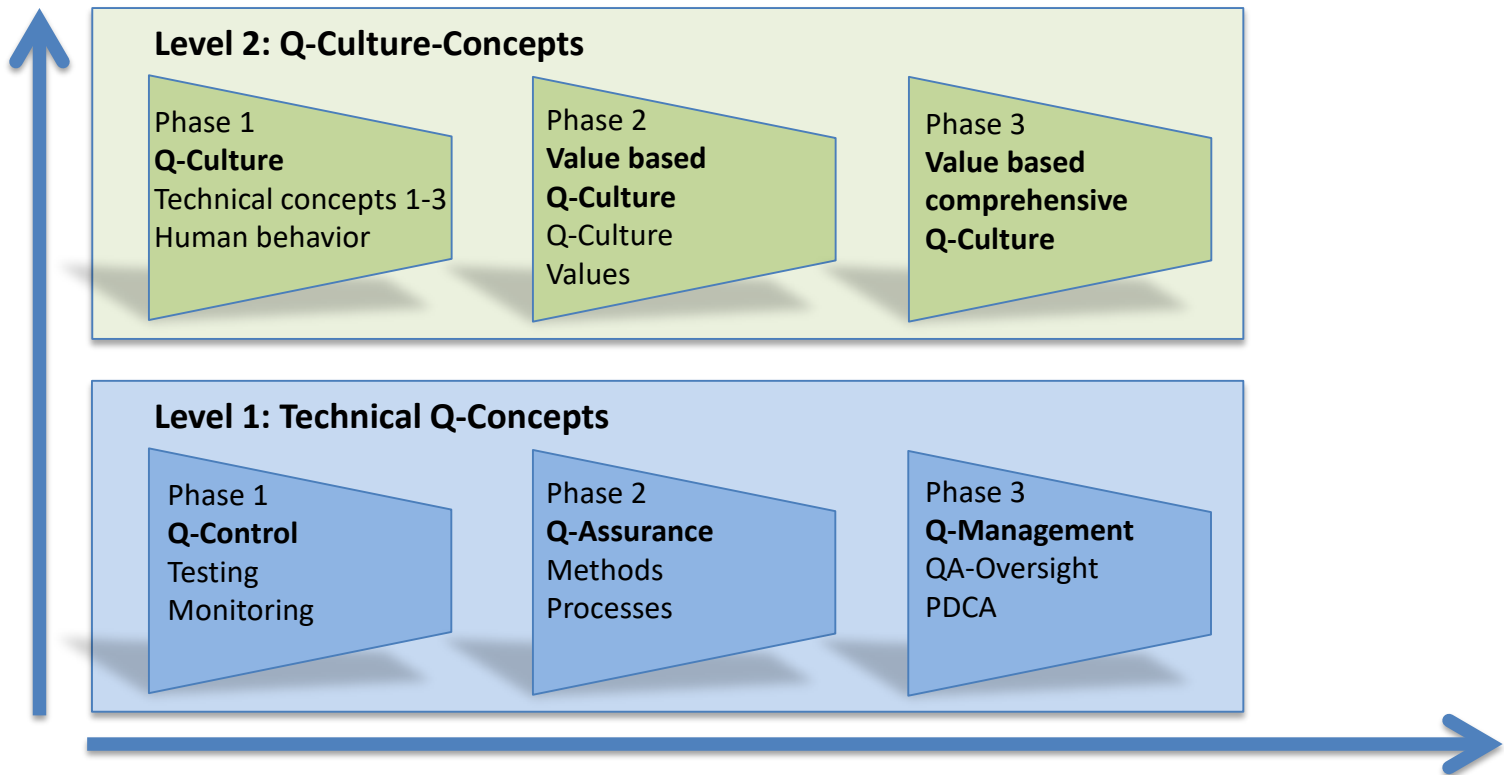 Level 2: Q-Culture-Concepts
Phase 1
Q-Culture
Technical concepts 1-3
Human behavior
Phase 2
Value based
Q-Culture
Q-Culture
Values
Phase 3
Value based
comprehensive
Q-Culture
Level 1: Technical Q-Concepts
Phase 1
Q-Control
Testing
Monitoring
Phase 2
Q-Assurance
Methods
Processes
Phase 3
Q-Management
QA-Oversight
PDCA